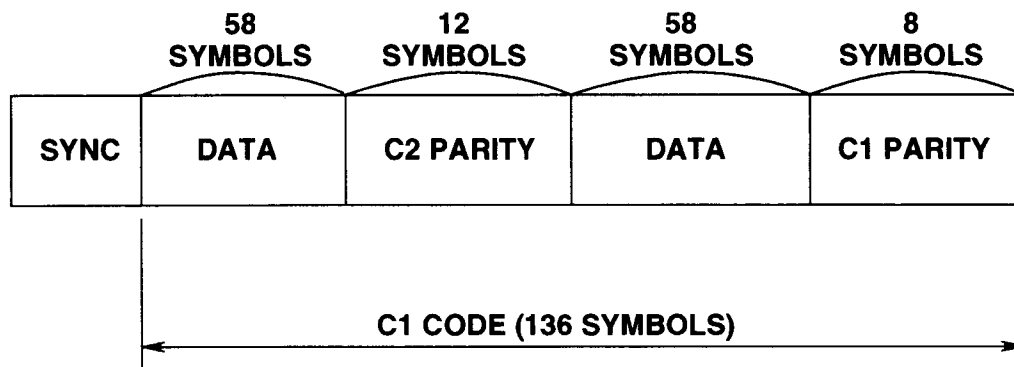 58 SYMBOLS
12 SYMBOLS
58 SYMBOLS
8 SYMBOLS
SYNC
DATA
C2 PARITY
DATA
C1 PARITY
C1 CODE (136 SYMBOLS)